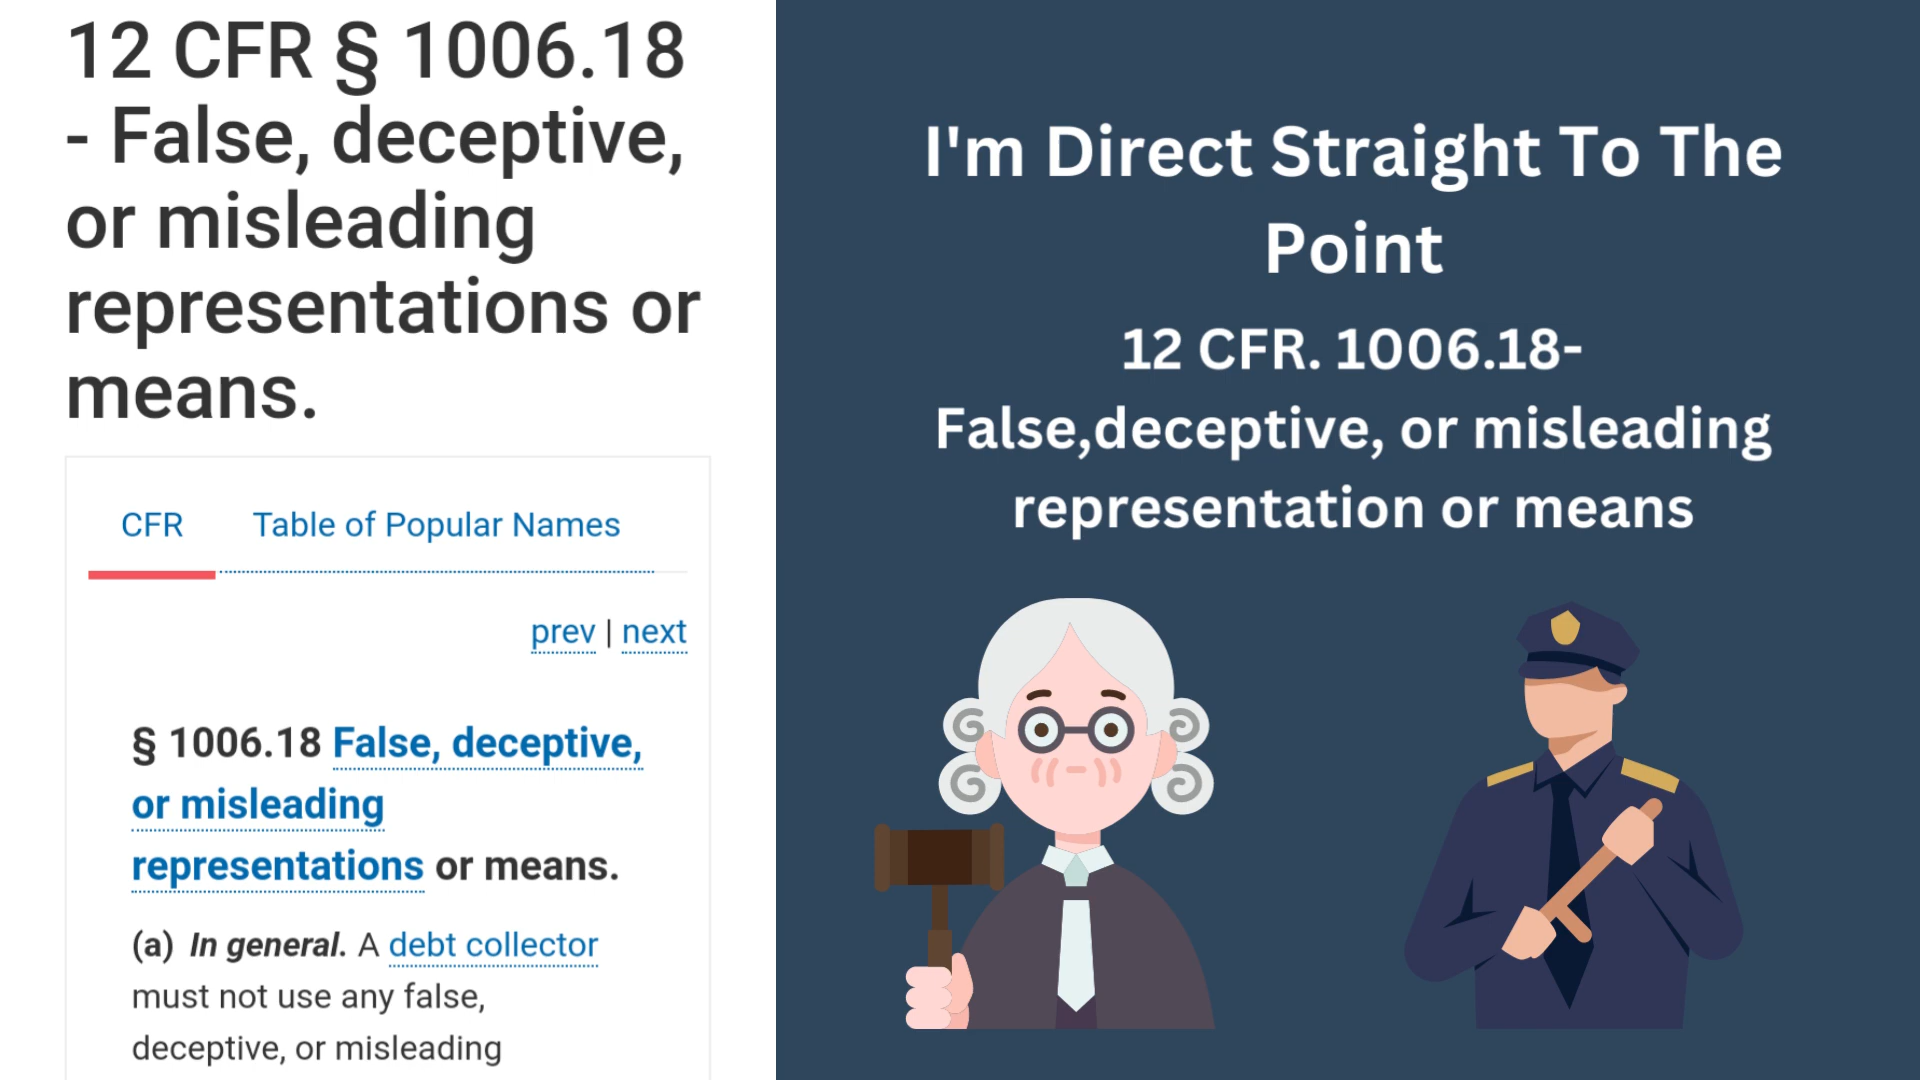 12 CFR § 1006.18
- False, deceptive,
or misleading
representations or
means.
CFR Table of Popular Names
prev | next
§ 1006.18 False, deceptive,
or misleading
representations or means.
(a) In general. A debt collector
must not use any false,
deceptive, or misleading
I'm Direct Straight To The
Point
12 CFR. 1006.18-
False,deceptive, or misleading
representation or means